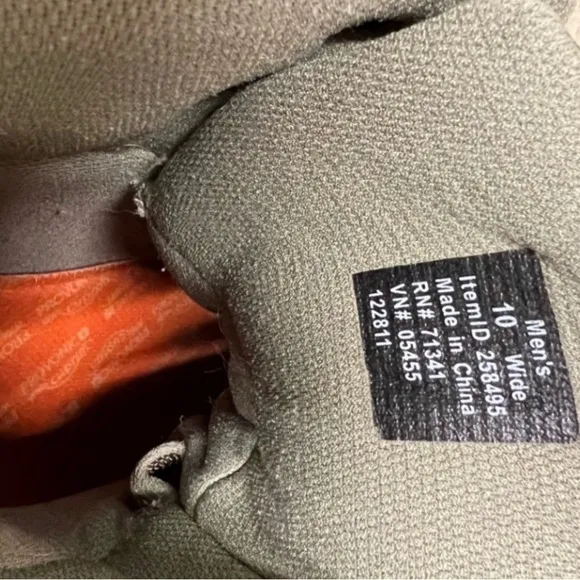 Men's
10 Wide
ItemID 258495
Made in China
RN# 71341
VN# 05455
122811